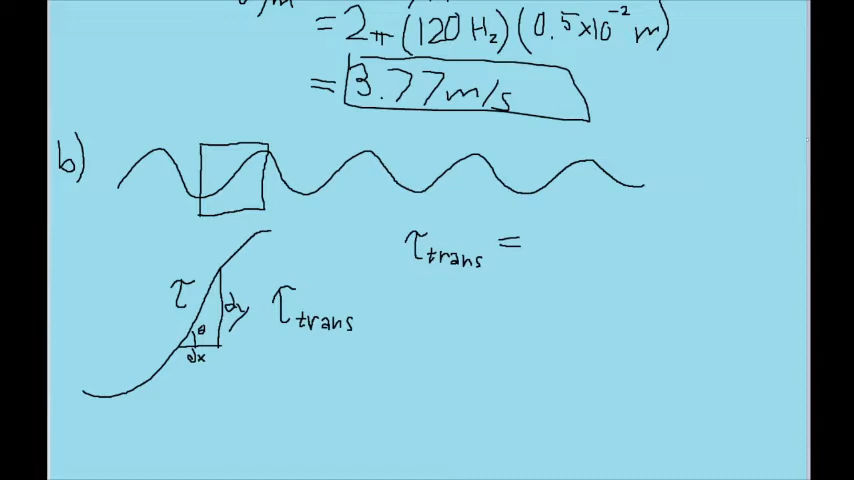 = 2π (120 Hz) (0.5×10⁻² m)
= 3.77 m/s
b)
τ_trans =
τ θ dy τ_trans
dx